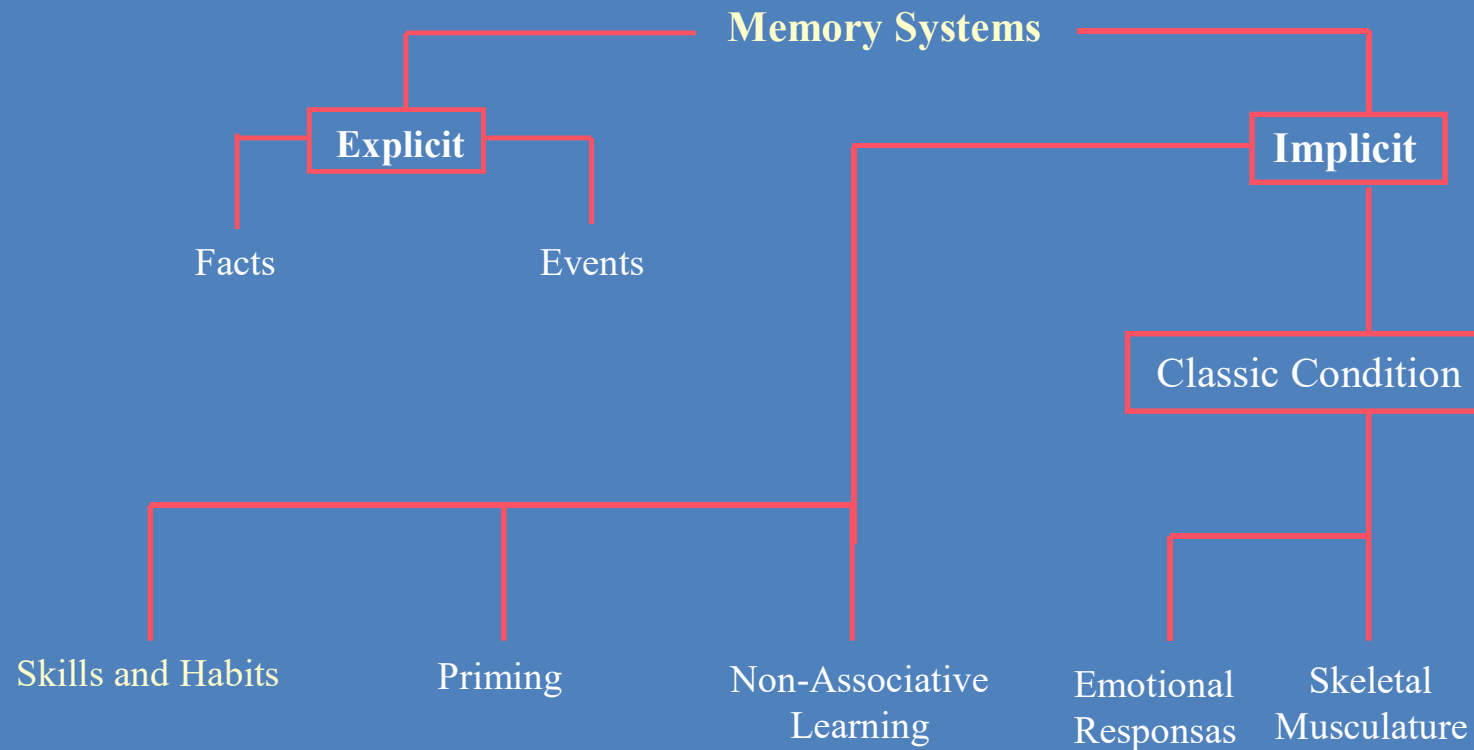 Memory Systems
Explicit
Implicit
Facts
Events
Classic Condition
Skills and Habits
Priming
Non-Associative
Learning
Emotional
Responsas
Skeletal
Musculature